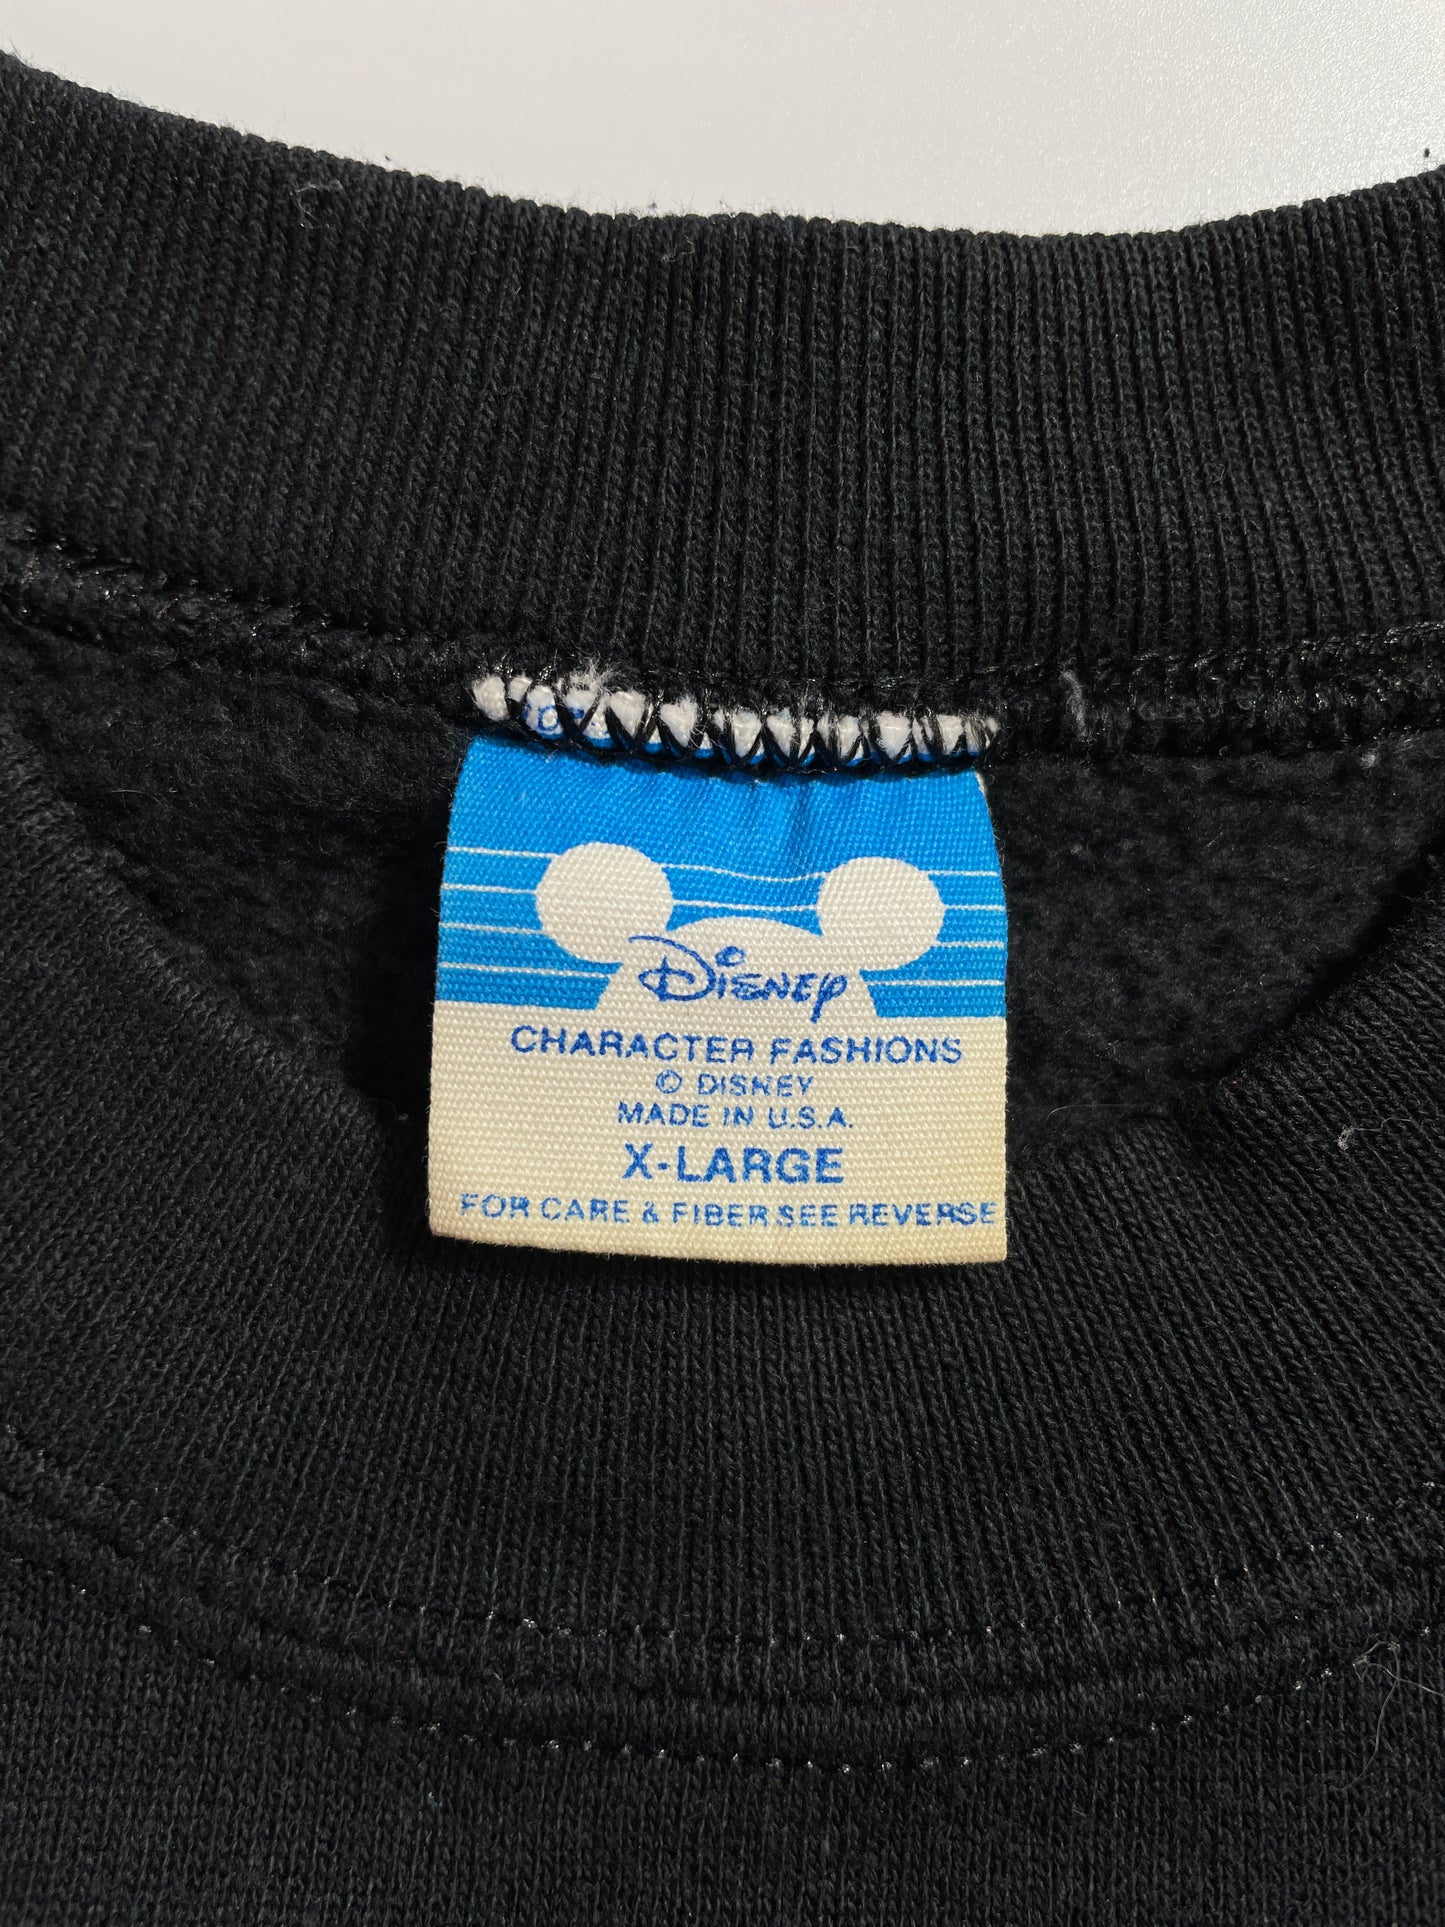 Disney
CHARACTER FASHIONS
© DISNEY
MADE IN U.S.A.
X-LARGE
FOR CARE & FIBER SEE REVERSE